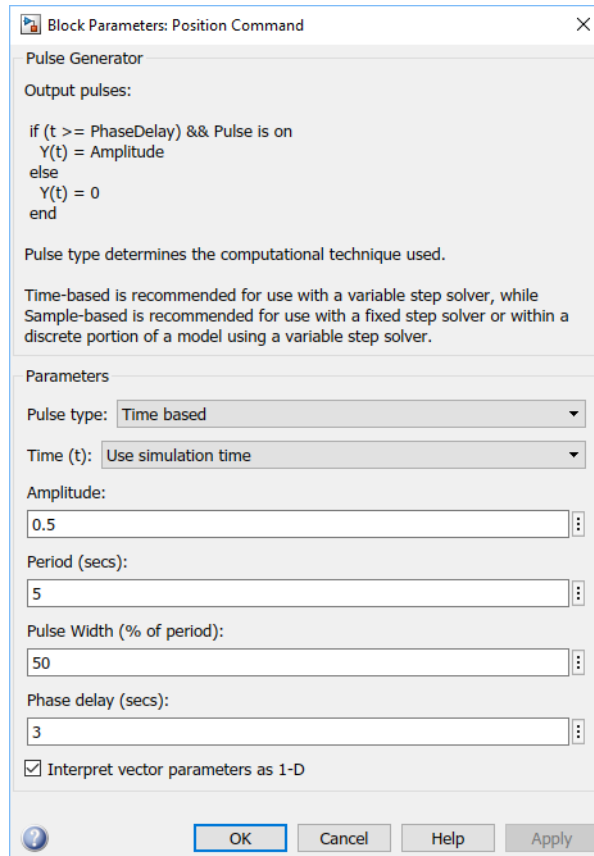 Block Parameters: Position Command
Pulse Generator
Output pulses:
if (t >= PhaseDelay) && Pulse is on
Y(t) = Amplitude
else
Y(t) = 0
end
Pulse type determines the computational technique used.
Time-based is recommended for use with a variable step solver, while
Sample-based is recommended for use with a fixed step solver or within a
discrete portion of a model using a variable step solver.
Parameters
Pulse type: Time based
Time (t): Use simulation time
Amplitude:
0.5
Period (secs):
5
Pulse Width (% of period):
50
Phase delay (secs):
3
Interpret vector parameters as 1-D
OK Cancel Help Apply